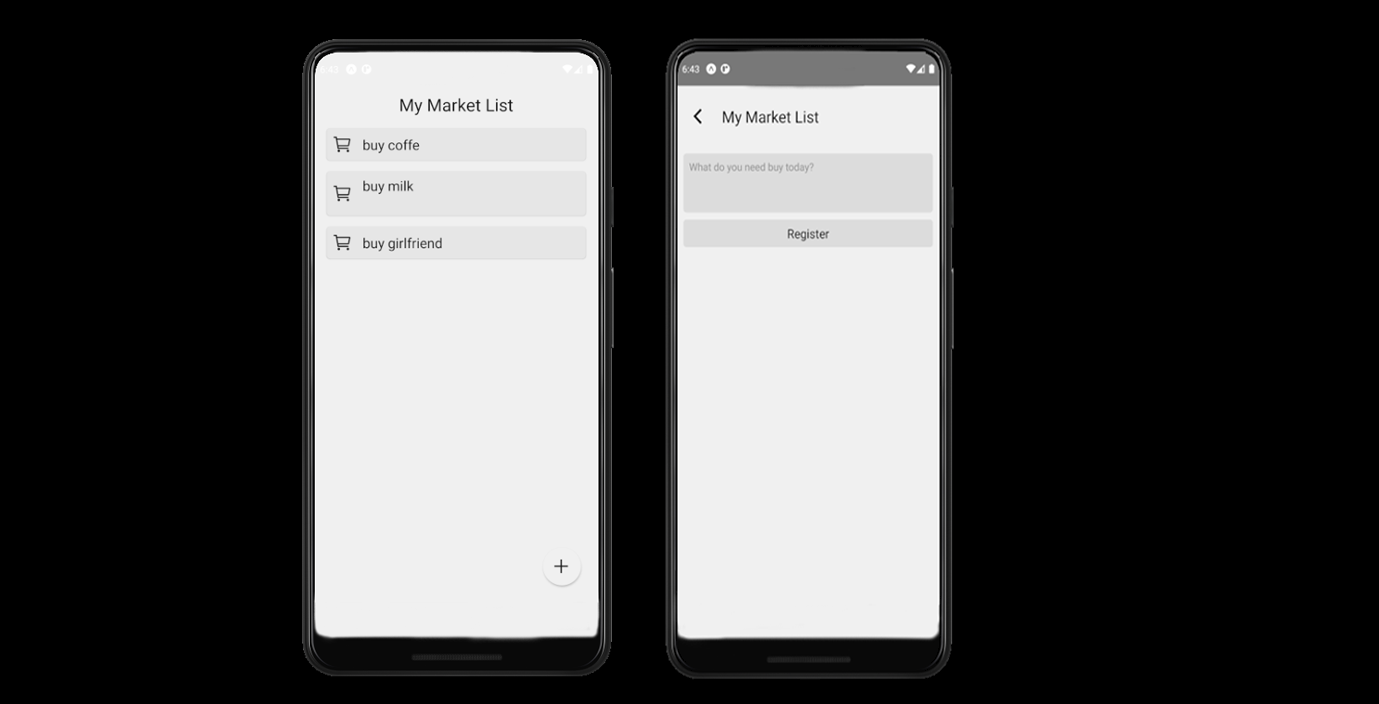 My Market List
buy coffe
buy milk
buy girlfriend
6:43
My Market List
What do you need buy today?
Register